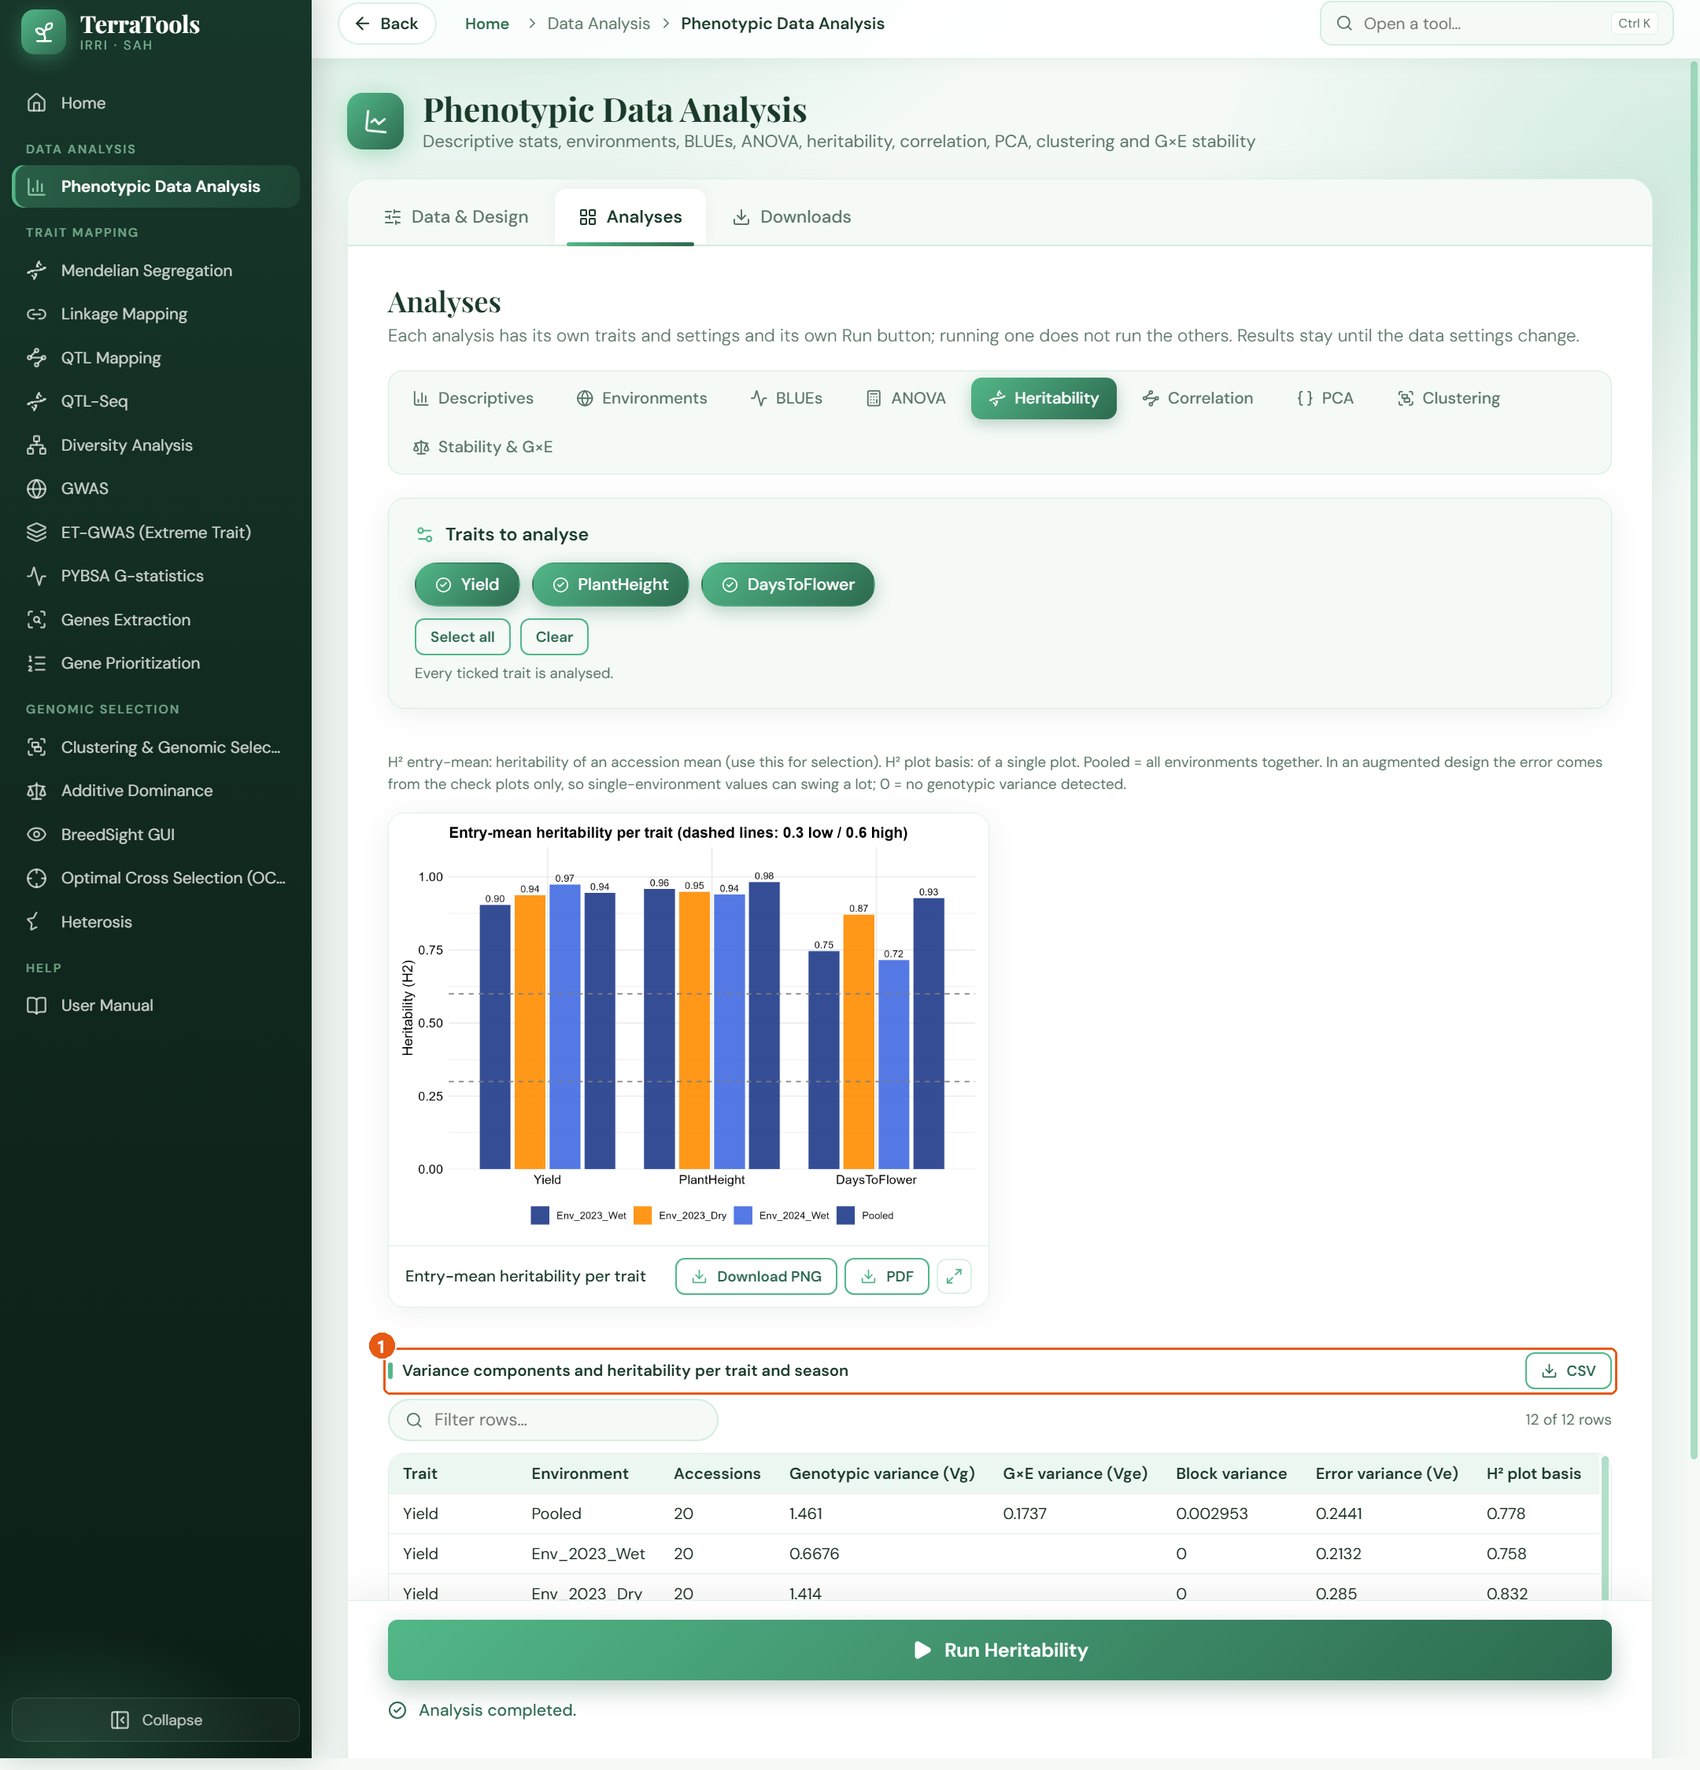 TerraTools
IRRI · SAH
Home
DATA ANALYSIS
Phenotypic Data Analysis
TRAIT MAPPING
Mendelian Segregation
Linkage Mapping
QTL Mapping
QTL-Seq
Diversity Analysis
GWAS
ET-GWAS (Extreme Trait)
PYBSA G-statistics
Genes Extraction
Gene Prioritization
GENOMIC SELECTION
Clustering & Genomic Selec...
Additive Dominance
BreedSight GUI
Optimal Cross Selection (OC...
Heterosis
HELP
User Manual
Collapse
Back Home > Data Analysis > Phenotypic Data Analysis
Open a tool... Ctrl K
Phenotypic Data Analysis
Descriptive stats, environments, BLUEs, ANOVA, heritability, correlation, PCA, clustering and G×E stability
Data & Design Analyses Downloads
Analyses
Each analysis has its own traits and settings and its own Run button; running one does not run the others. Results stay until the data settings change.
Descriptives Environments BLUEs ANOVA Heritability Correlation PCA Clustering
Stability & G×E
Traits to analyse
Yield PlantHeight DaysToFlower
Select all Clear
Every ticked trait is analysed.
H² entry-mean: heritability of an accession mean (use this for selection). H² plot basis: of a single plot. Pooled = all environments together. In an augmented design the error comes
from the check plots only, so single-environment values can swing a lot; 0 = no genotypic variance detected.
Entry-mean heritability per trait (dashed lines: 0.3 low / 0.6 high)
Heritability (H2)
1.00
0.75
0.50
0.25
0.00
0.90 0.94 0.97 0.94 0.96 0.95 0.94 0.98 0.75 0.87 0.72 0.93
Yield PlantHeight DaysToFlower
Env_2023_Wet Env_2023_Dry Env_2024_Wet Pooled
Entry-mean heritability per trait Download PNG PDF
1
Variance components and heritability per trait and season CSV
Filter rows... 12 of 12 rows
Trait Environment Accessions Genotypic variance (Vg) G×E variance (Vge) Block variance Error variance (Ve) H² plot basis
Yield Pooled 20 1.461 0.1737 0.002953 0.2441 0.778
Yield Env_2023_Wet 20 0.6676 0 0.2132 0.758
Yield Env_2023_Dry 20 1.414 0 0.285 0.832
Run Heritability
Analysis completed.